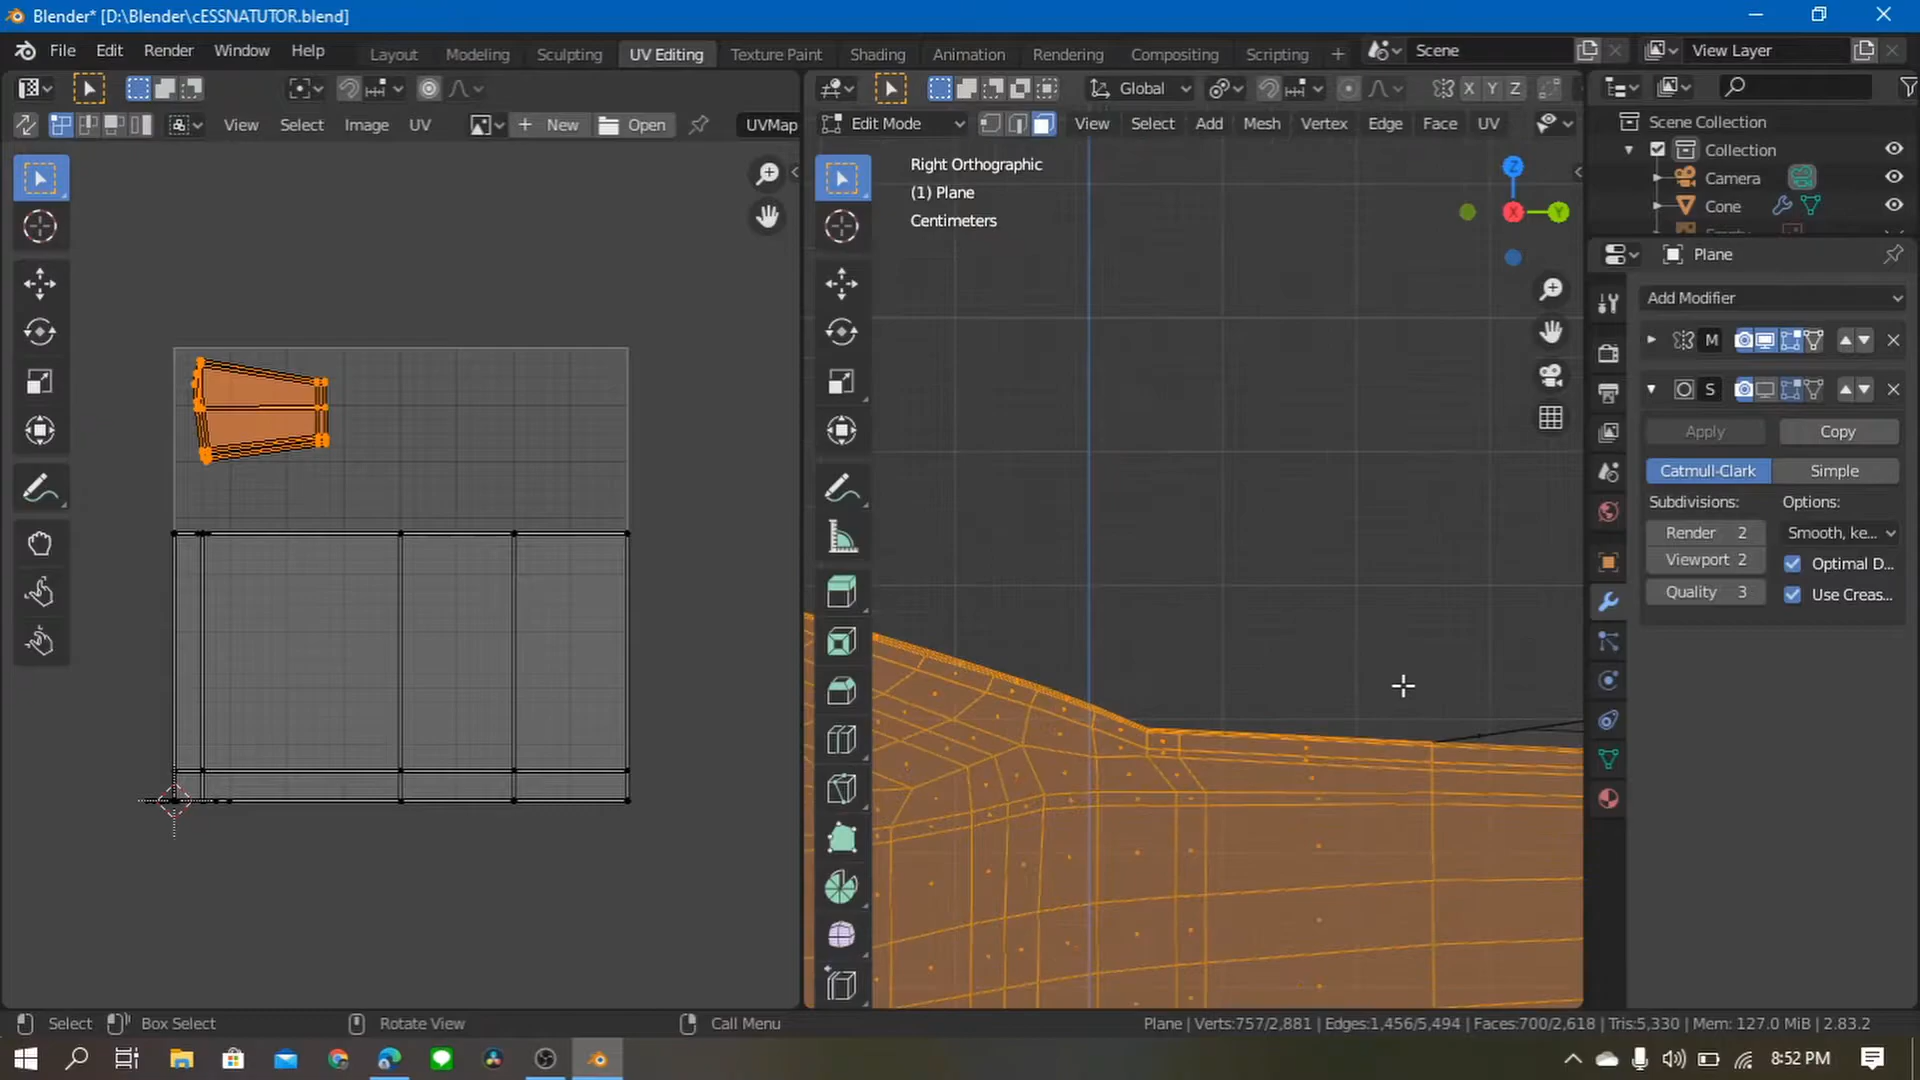 Blender* [D:\Blender\cESSNATUTOR.blend]
File Edit Render Window Help Layout Modeling Sculpting UV Editing Texture Paint Shading Animation Rendering Compositing Scripting + Scene View Layer
Global X Y Z
View Select Image UV + New Open UVMap Edit Mode View Select Add Mesh Vertex Edge Face UV
Scene Collection
Collection
Camera
Cone
Right Orthographic
(1) Plane
Centimeters
Z
X Y
Plane
Add Modifier
M
S
Apply Copy
Catmull-Clark Simple
Subdivisions: Options:
Render 2 Smooth, ke...
Viewport 2 Optimal D...
Quality 3 Use Creas...
Select Box Select Rotate View Call Menu Plane | Verts:757/2,881 | Edges:1,456/5,494 | Faces:700/2,618 | Tris:5,330 | Mem: 127.0 MiB | 2.83.2
8:52 PM